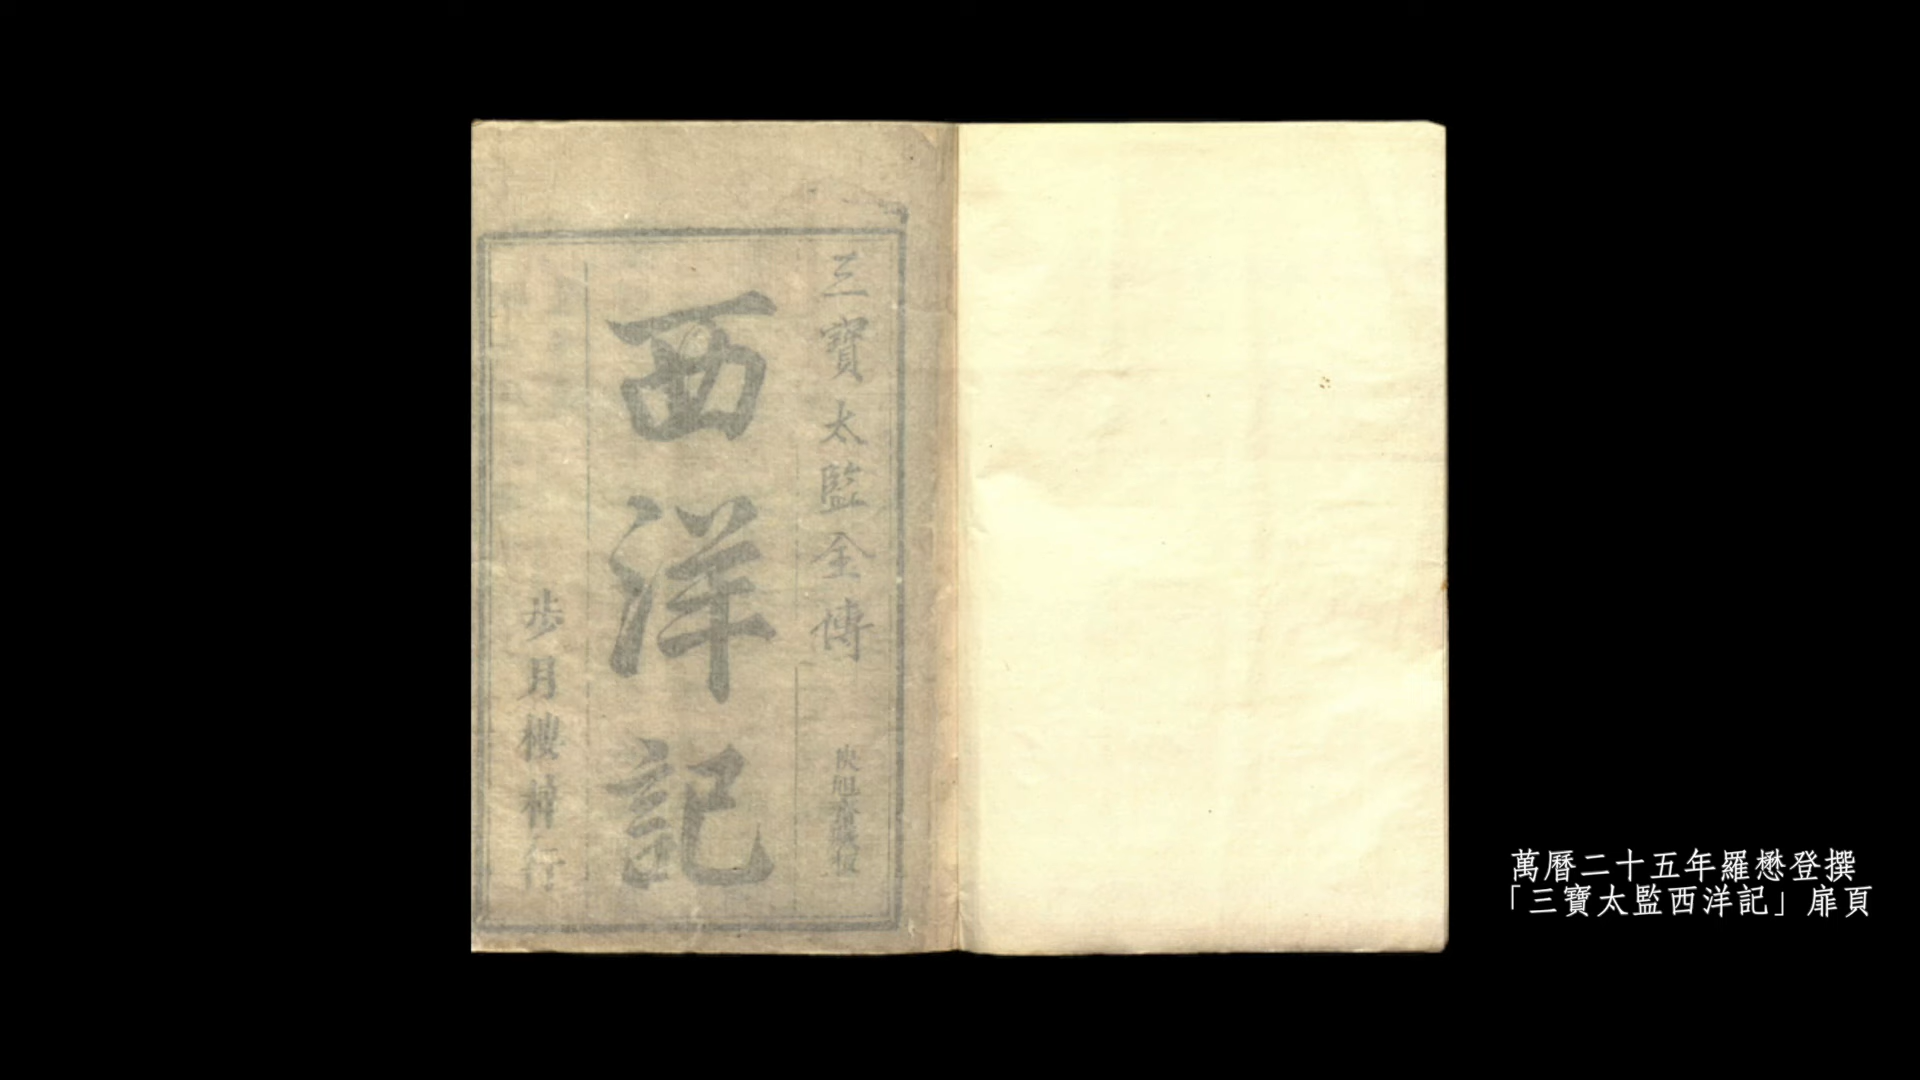 三寶太監全傳
西洋記
步月樓梓行
萬曆二十五年羅懋登撰
「三寶太監西洋記」扉頁